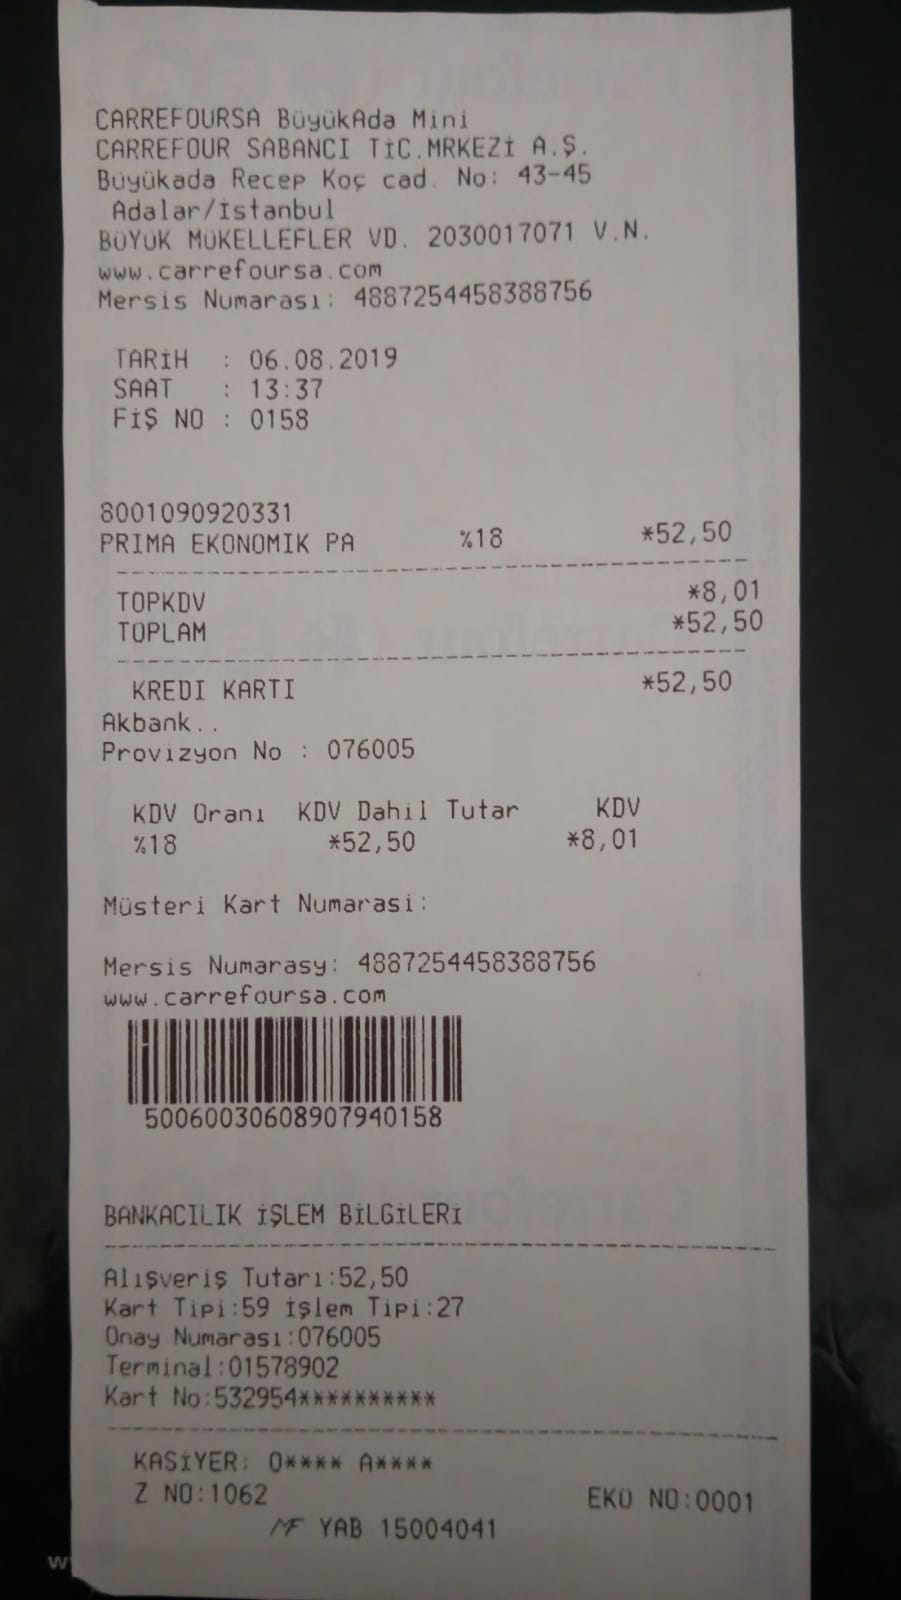 CARREFOURSA BüyükAda Mini
CARREFOUR SABANCI TİC.MRKEZİ A.Ş.
Büyükada Recep Koç cad. No: 43-45
Adalar/İstanbul
BÜYÜK MÜKELLEFLER VD. 2030017071 V.N.
www.carrefoursa.com
Mersis Numarası: 4887254458388756
TARİH : 06.08.2019
SAAT : 13:37
FİŞ NO : 0158
8001090920331
PRIMA EKONOMIK PA %18 *52,50
TOPKDV *8,01
TOPLAM *52,50
KREDI KARTI *52,50
Akbank..
Provizyon No : 076005
KDV Oranı KDV Dahil Tutar KDV
%18 *52,50 *8,01
Müsteri Kart Numarasi:
Mersis Numarasy: 4887254458388756
www.carrefoursa.com
50060030608907940158
BANKACILIK İŞLEM BİLGİLERİ
Alışveriş Tutarı:52,50
Kart Tipi:59 İşlem Tipi:27
Onay Numarası:076005
Terminal:01578902
Kart No:532954**********
KASİYER: O**** A****
Z NO:1062 EKÜ NO:0001
MF YAB 15004041